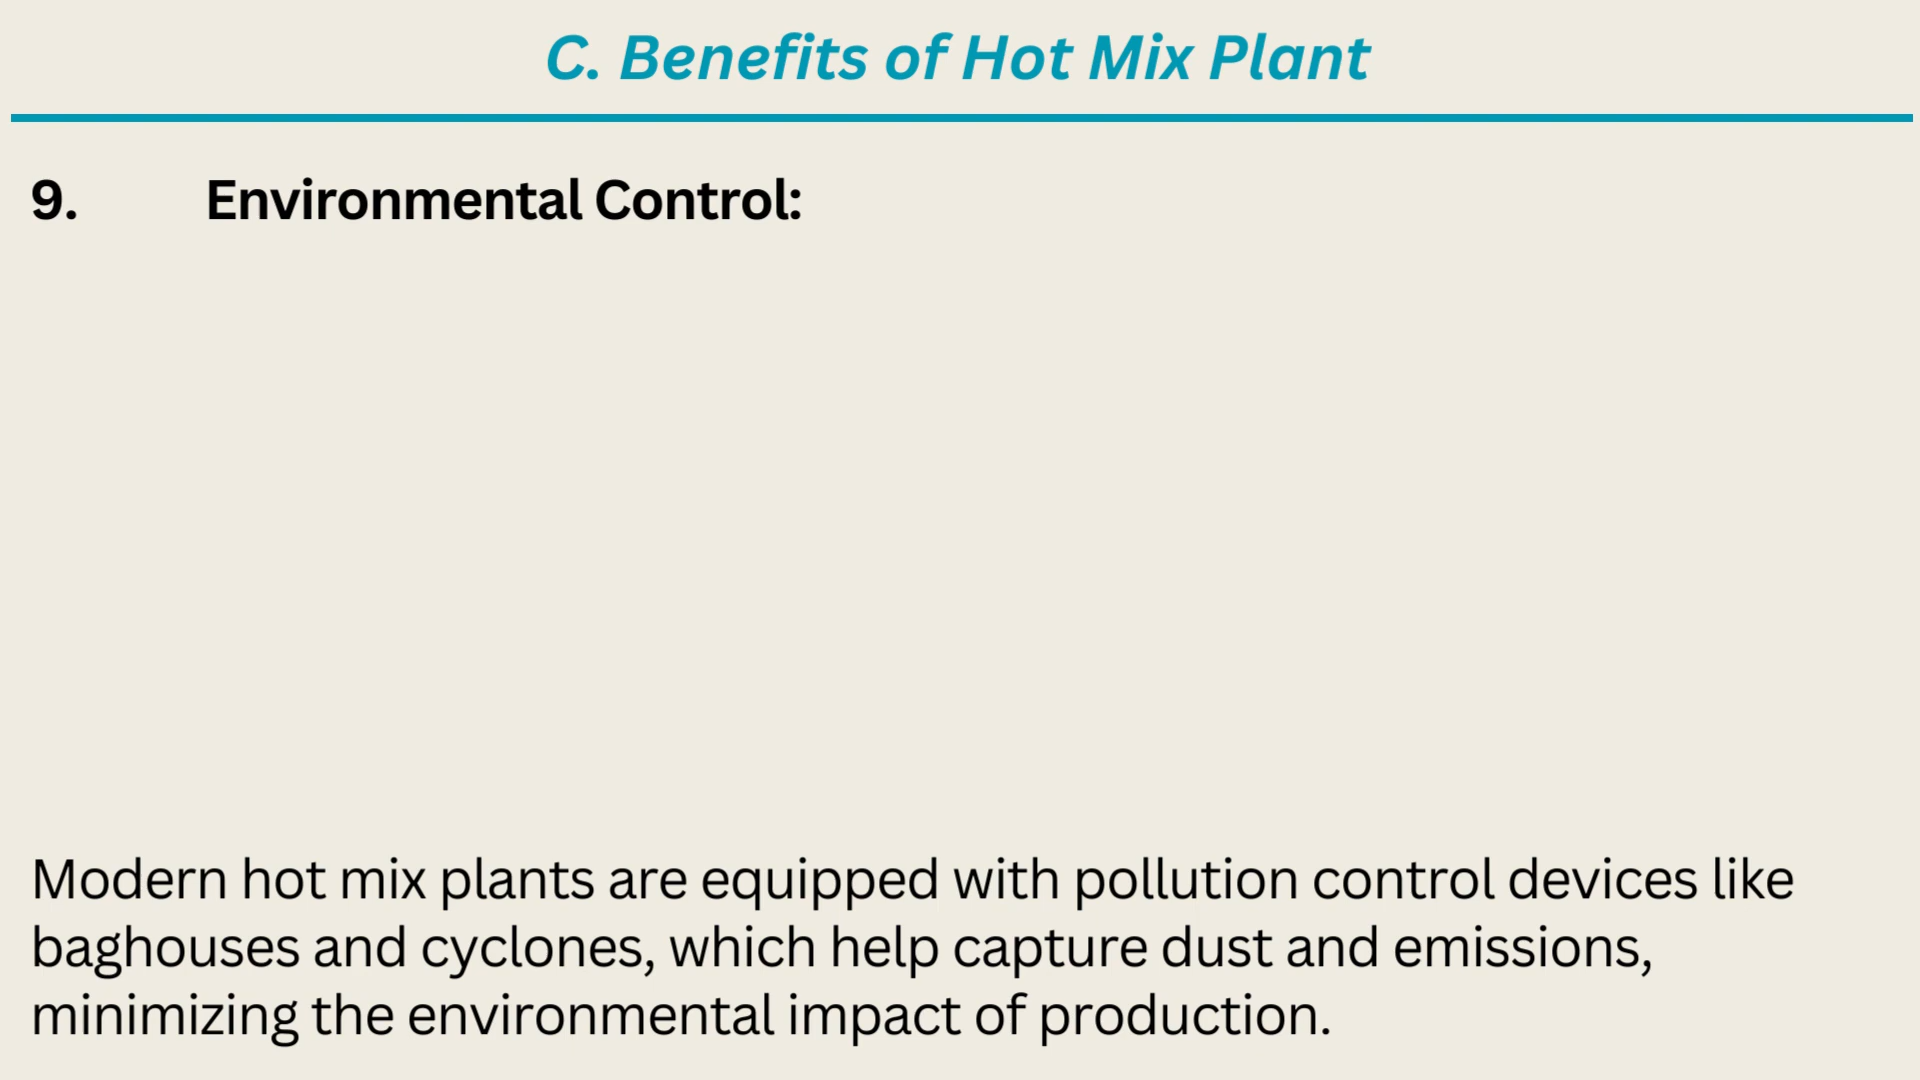 C. Benefits of Hot Mix Plant
9. Environmental Control:
Modern hot mix plants are equipped with pollution control devices like
baghouses and cyclones, which help capture dust and emissions,
minimizing the environmental impact of production.